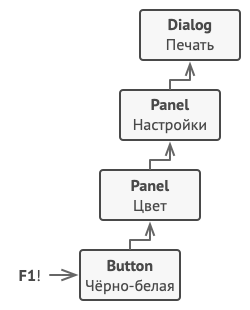 Dialog
Печать
Panel
Настройки
Panel
Цвет
Button
Чёрно-белая
F1!